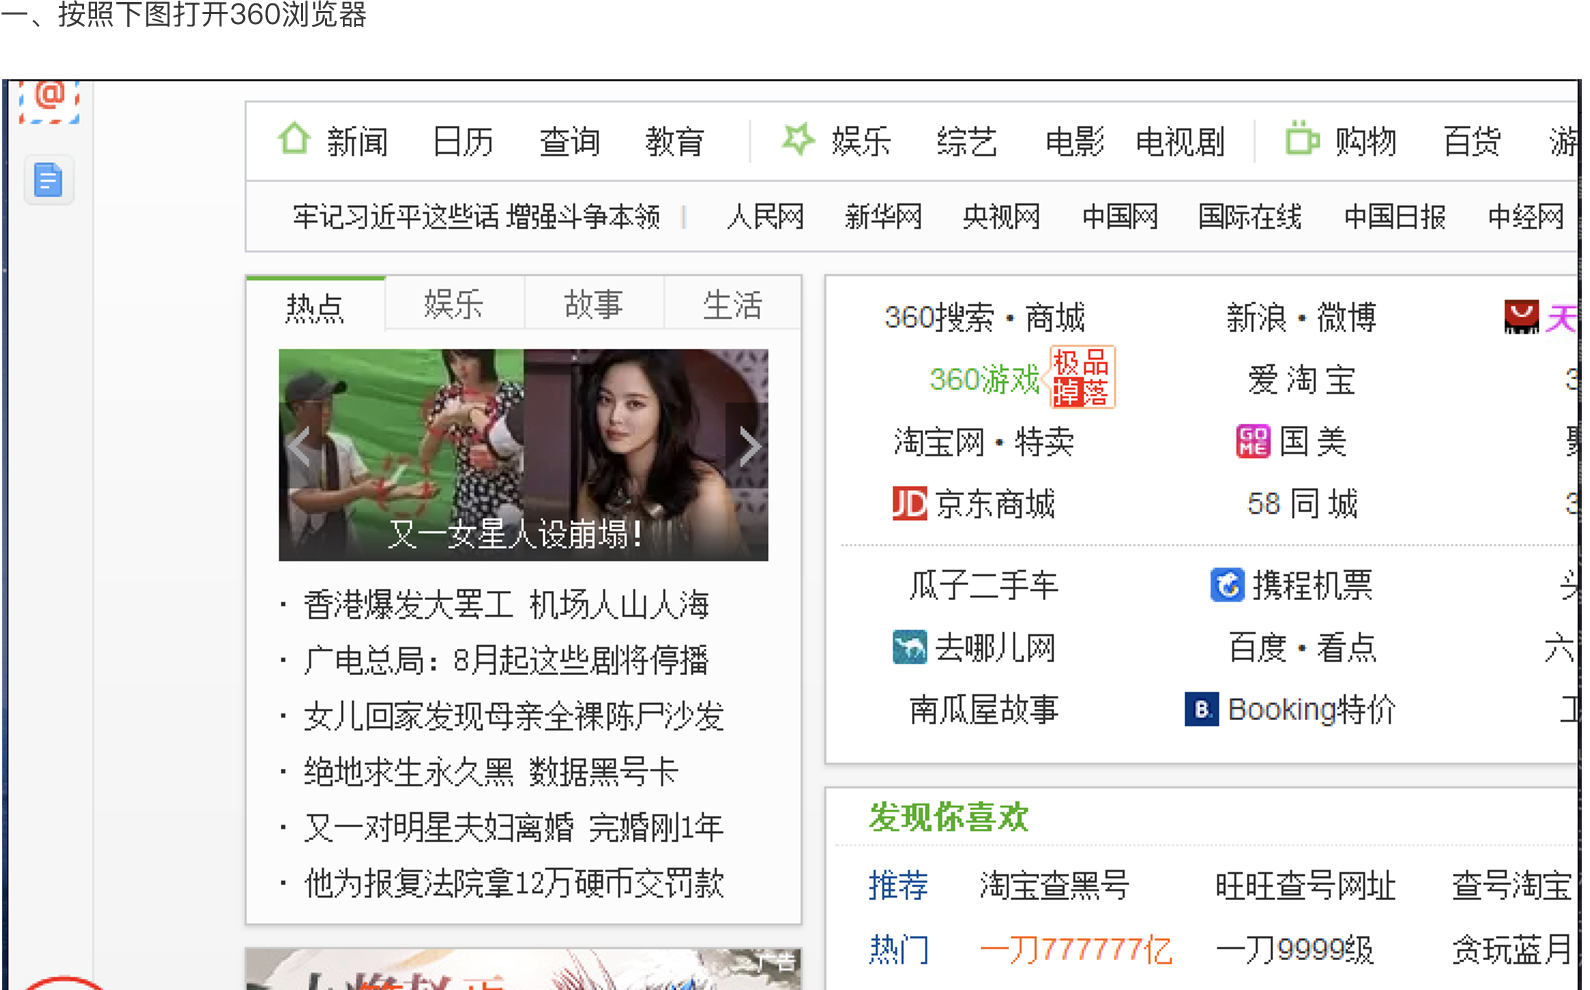 一、按照下图打开360浏览器
@
新闻 日历 查询 教育 娱乐 综艺 电影 电视剧 购物 百货 游
牢记习近平这些话 增强斗争本领 人民网 新华网 央视网 中国网 国际在线 中国日报 中经网
热点 娱乐 故事 生活
又一女星人设崩塌!
· 香港爆发大罢工 机场人山人海
· 广电总局：8月起这些剧将停播
· 女儿回家发现母亲全裸陈尸沙发
· 绝地求生永久黑 数据黑号卡
· 又一对明星夫妇离婚 完婚刚1年
· 他为报复法院拿12万硬币交罚款
广告
360搜索·商城 新浪·微博 天
360游戏 极品掉落 爱淘宝 3
淘宝网·特卖 GOME 国美
JD 京东商城 58同城 3
瓜子二手车 携程机票 头
去哪儿网 百度·看点 六
南瓜屋故事 B. Booking特价 工
发现你喜欢
推荐 淘宝查黑号 旺旺查号网址 查号淘宝
热门 一刀777777亿 一刀9999级 贪玩蓝月